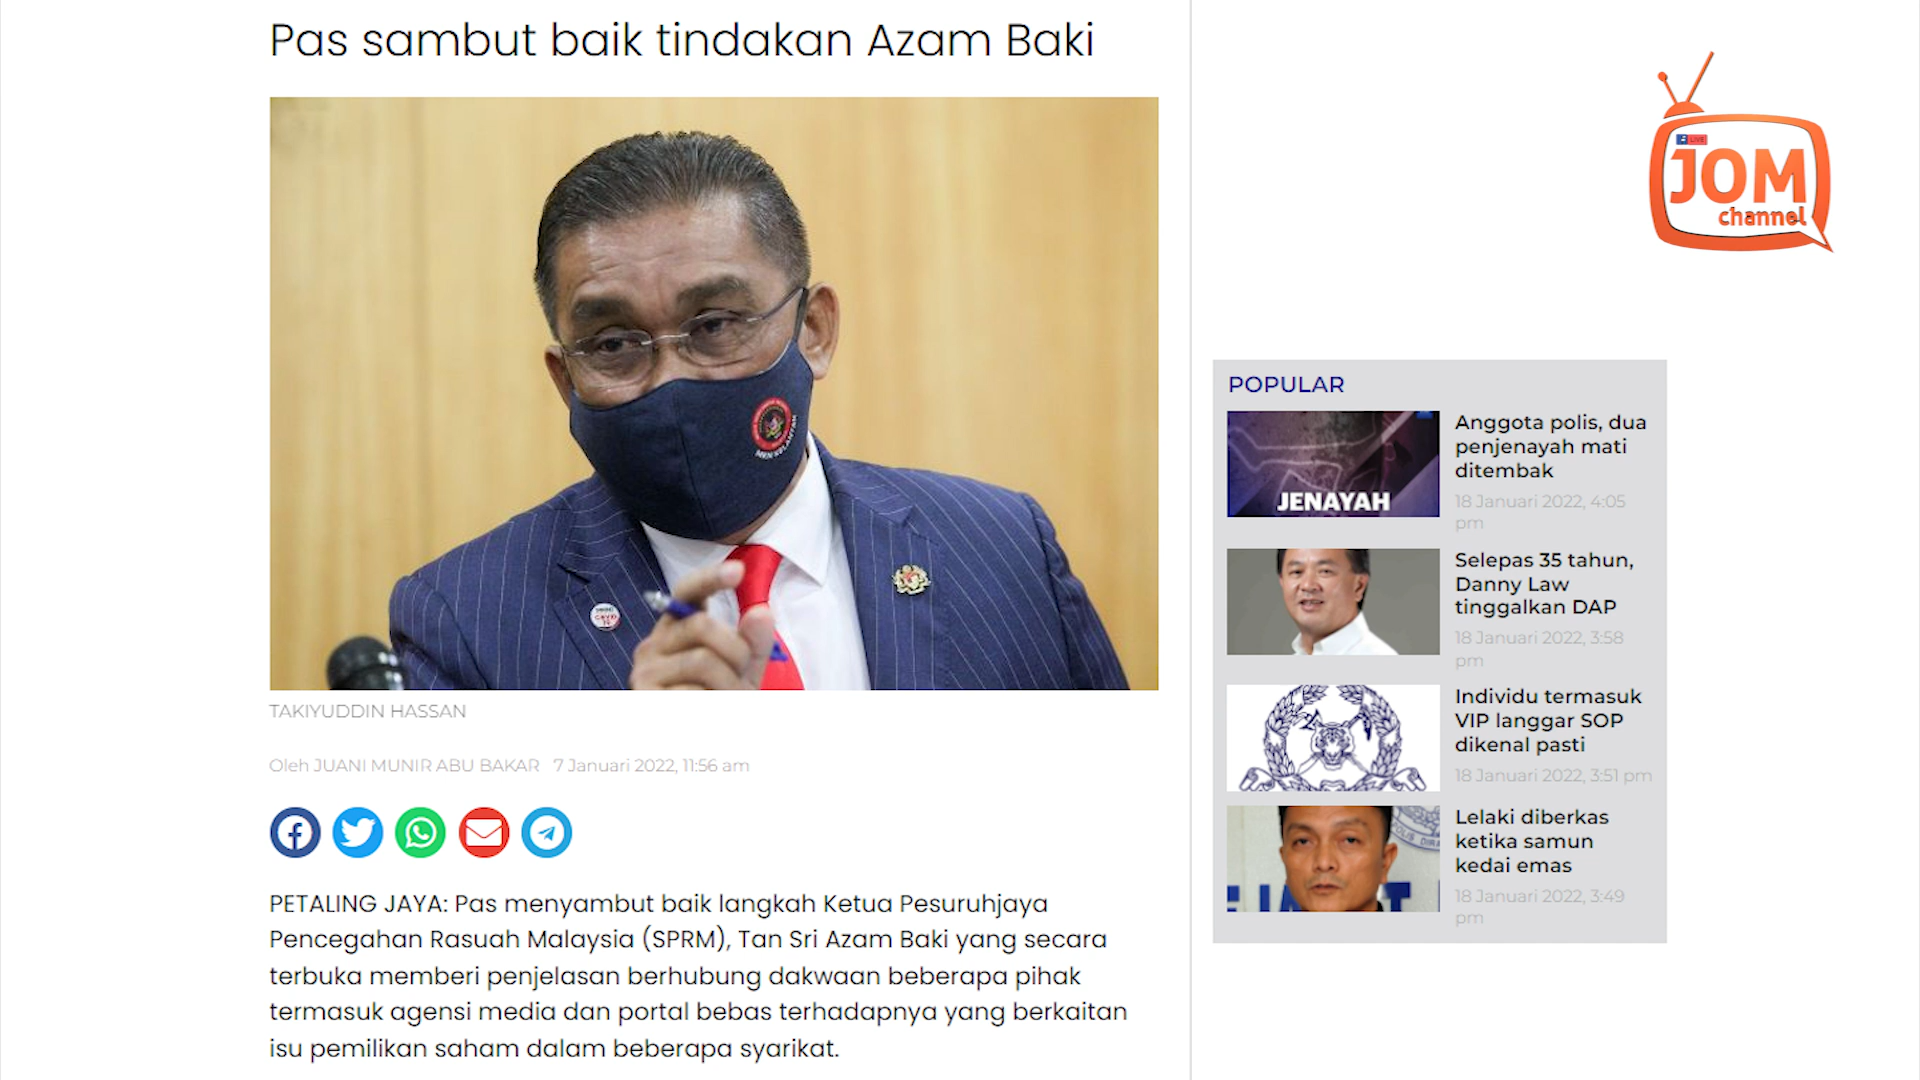 Pas sambut baik tindakan Azam Baki
TAKIYUDDIN HASSAN
Oleh JUANI MUNIR ABU BAKAR 7 Januari 2022, 11:56 am
PETALING JAYA: Pas menyambut baik langkah Ketua Pesuruhjaya
Pencegahan Rasuah Malaysia (SPRM), Tan Sri Azam Baki yang secara
terbuka memberi penjelasan berhubung dakwaan beberapa pihak
termasuk agensi media dan portal bebas terhadapnya yang berkaitan
isu pemilikan saham dalam beberapa syarikat.
LIVE
JOM
channel
POPULAR
JENAYAH
Anggota polis, dua
penjenayah mati
ditembak
18 Januari 2022, 4:05
pm
Selepas 35 tahun,
Danny Law
tinggalkan DAP
18 Januari 2022, 3:58
pm
Individu termasuk
VIP langgar SOP
dikenal pasti
18 Januari 2022, 3:51 pm
Lelaki diberkas
ketika samun
kedai emas
18 Januari 2022, 3:49
pm